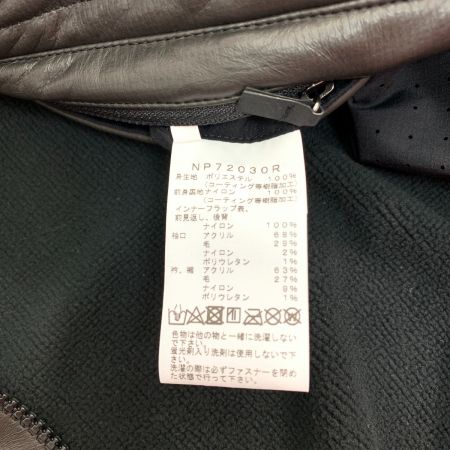 NP72030R
身生地 ポリエステル 100%
(コーティング等樹脂加工)
前身裏地ナイロン 100%
(コーティング等樹脂加工)
インナーフラップ表、
前見返し、後背
ナイロン 100%
袖口 アクリル 68%
毛 29%
ナイロン 2%
ポリウレタン 1%
衿、裾 アクリル 63%
毛 27%
ナイロン 9%
ポリウレタン 1%
色物は他の物と一緒に洗濯しない
で下さい。
蛍光剤入り洗剤は使用しないで下
さい。
洗濯の際は必ずファスナーを閉め
た状態で行って下さい。